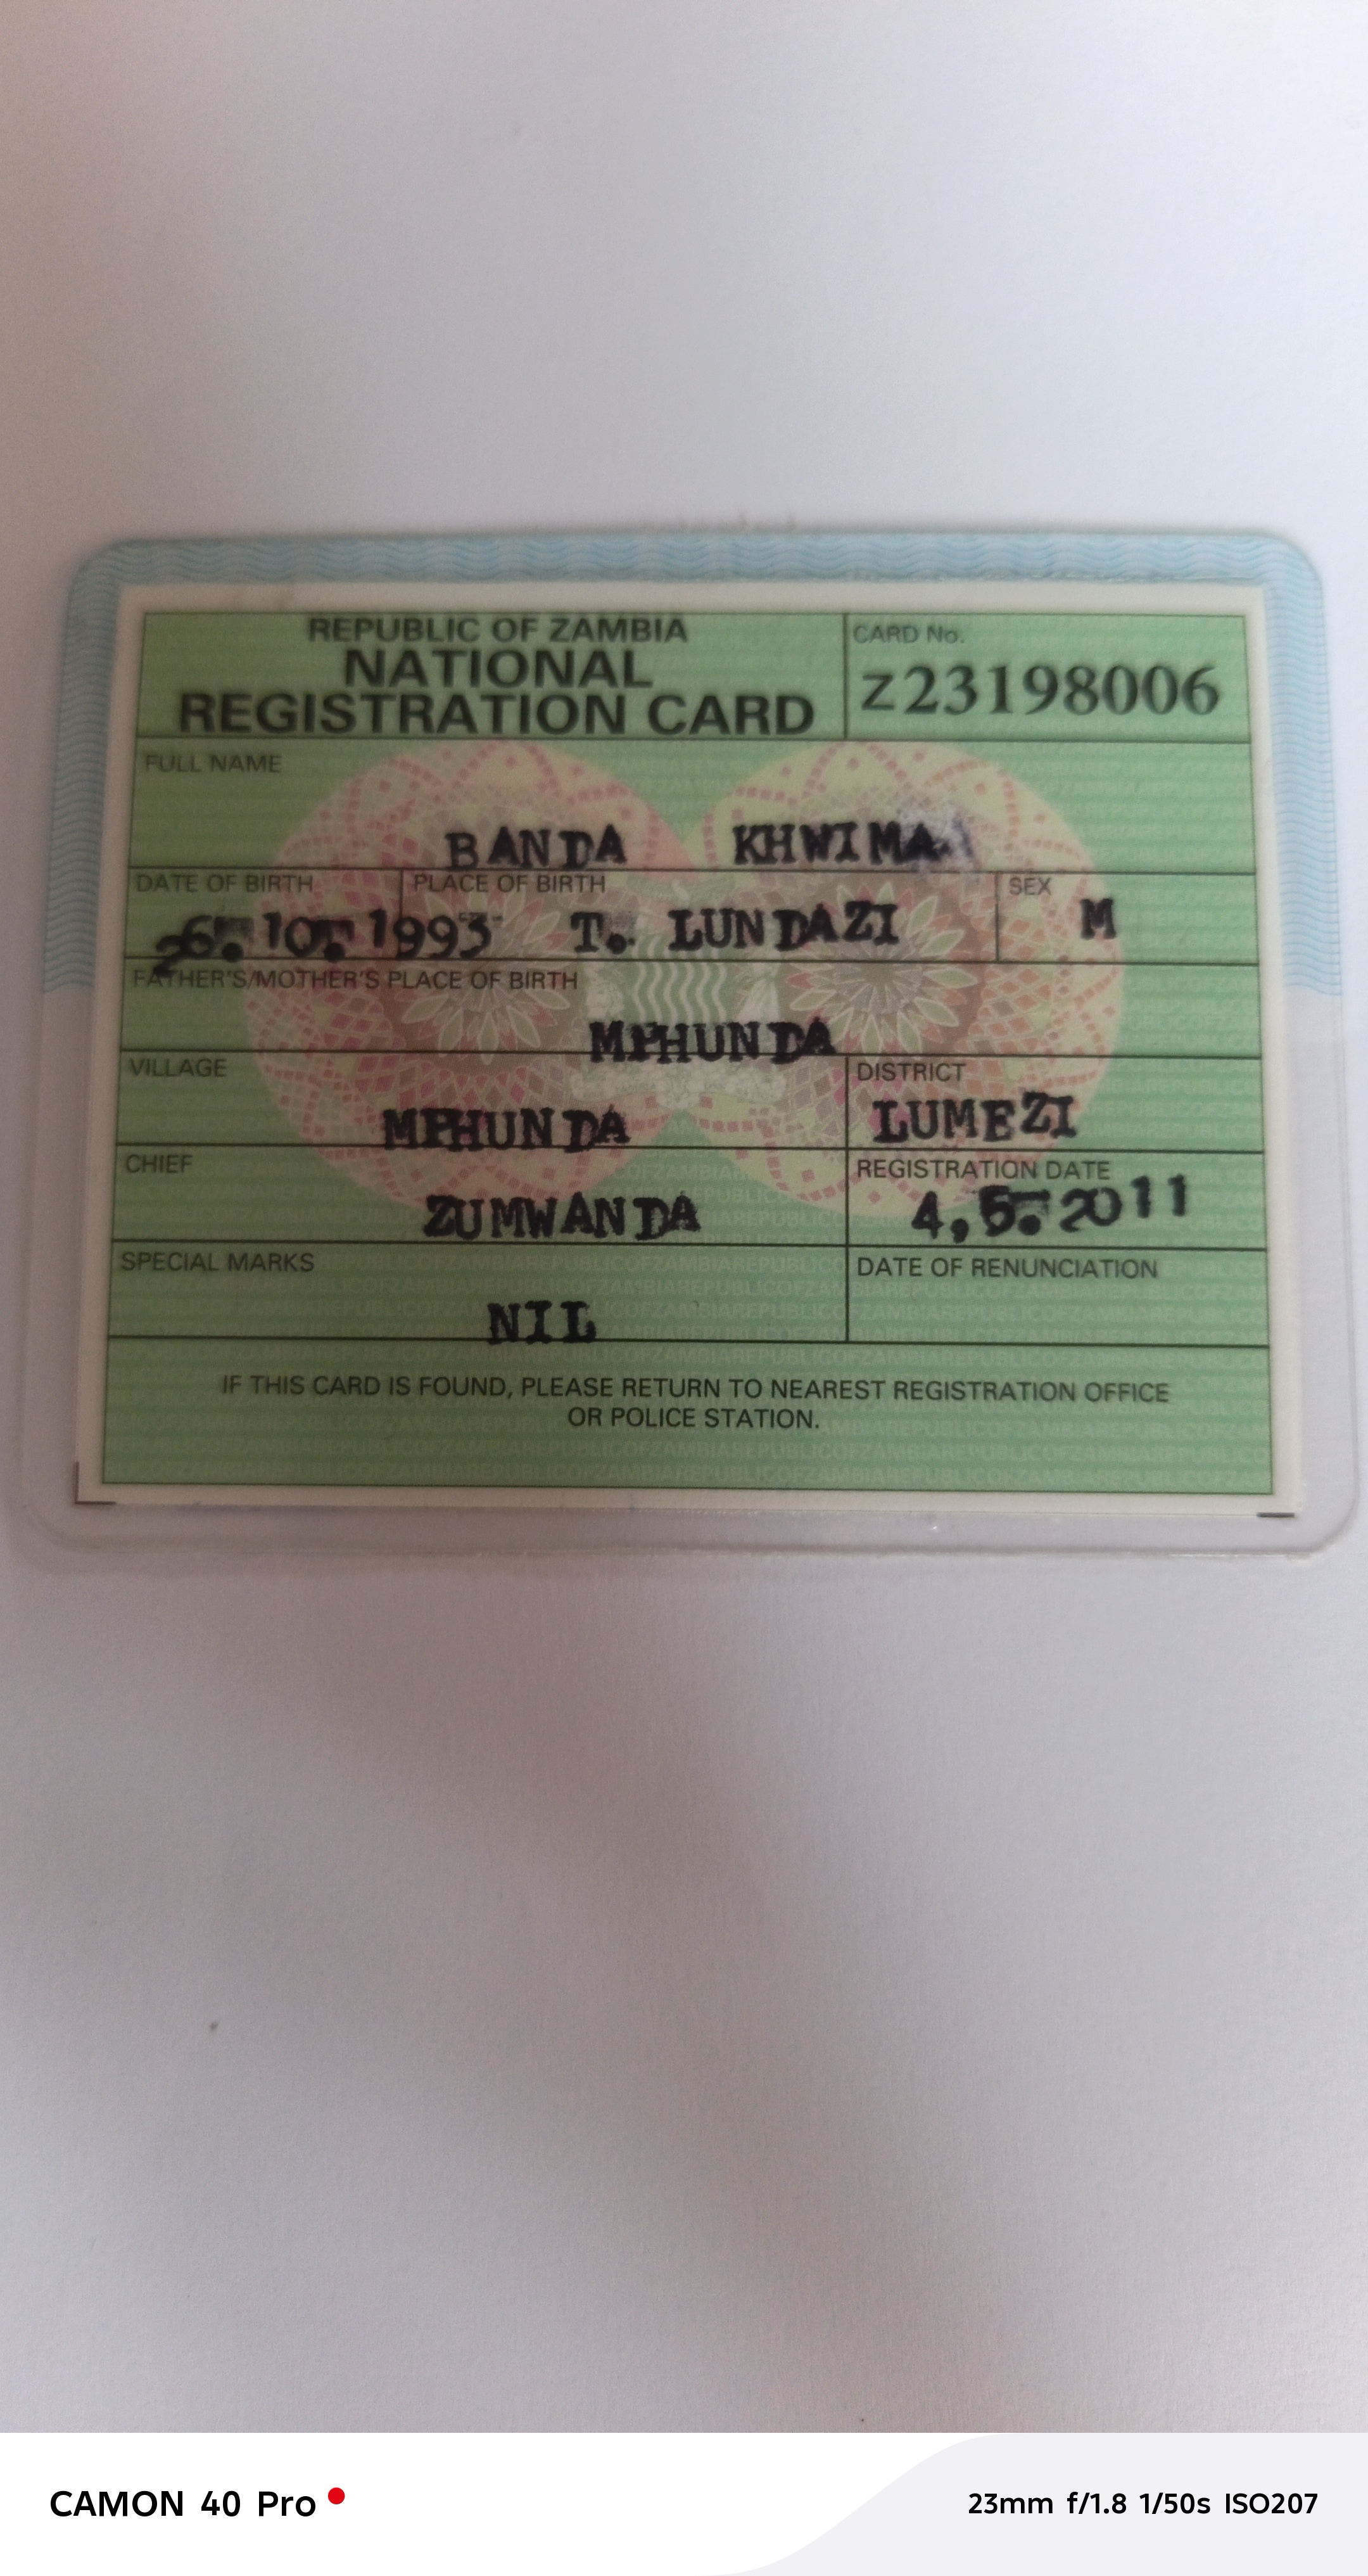 REPUBLIC OF ZAMBIA
NATIONAL
REGISTRATION CARD
CARD No.
Z23198006
FULL NAME
BANDA KHWIMA
DATE OF BIRTH PLACE OF BIRTH SEX
26. 10. 1993 T. LUNDAZI M
FATHER'S/MOTHER'S PLACE OF BIRTH
MPHUNDA
VILLAGE DISTRICT
MPHUNDA LUMEZI
CHIEF REGISTRATION DATE
ZUMWANDA 4,5.2011
SPECIAL MARKS DATE OF RENUNCIATION
NIL
IF THIS CARD IS FOUND, PLEASE RETURN TO NEAREST REGISTRATION OFFICE
OR POLICE STATION.
CAMON 40 Pro 23mm f/1.8 1/50s ISO207